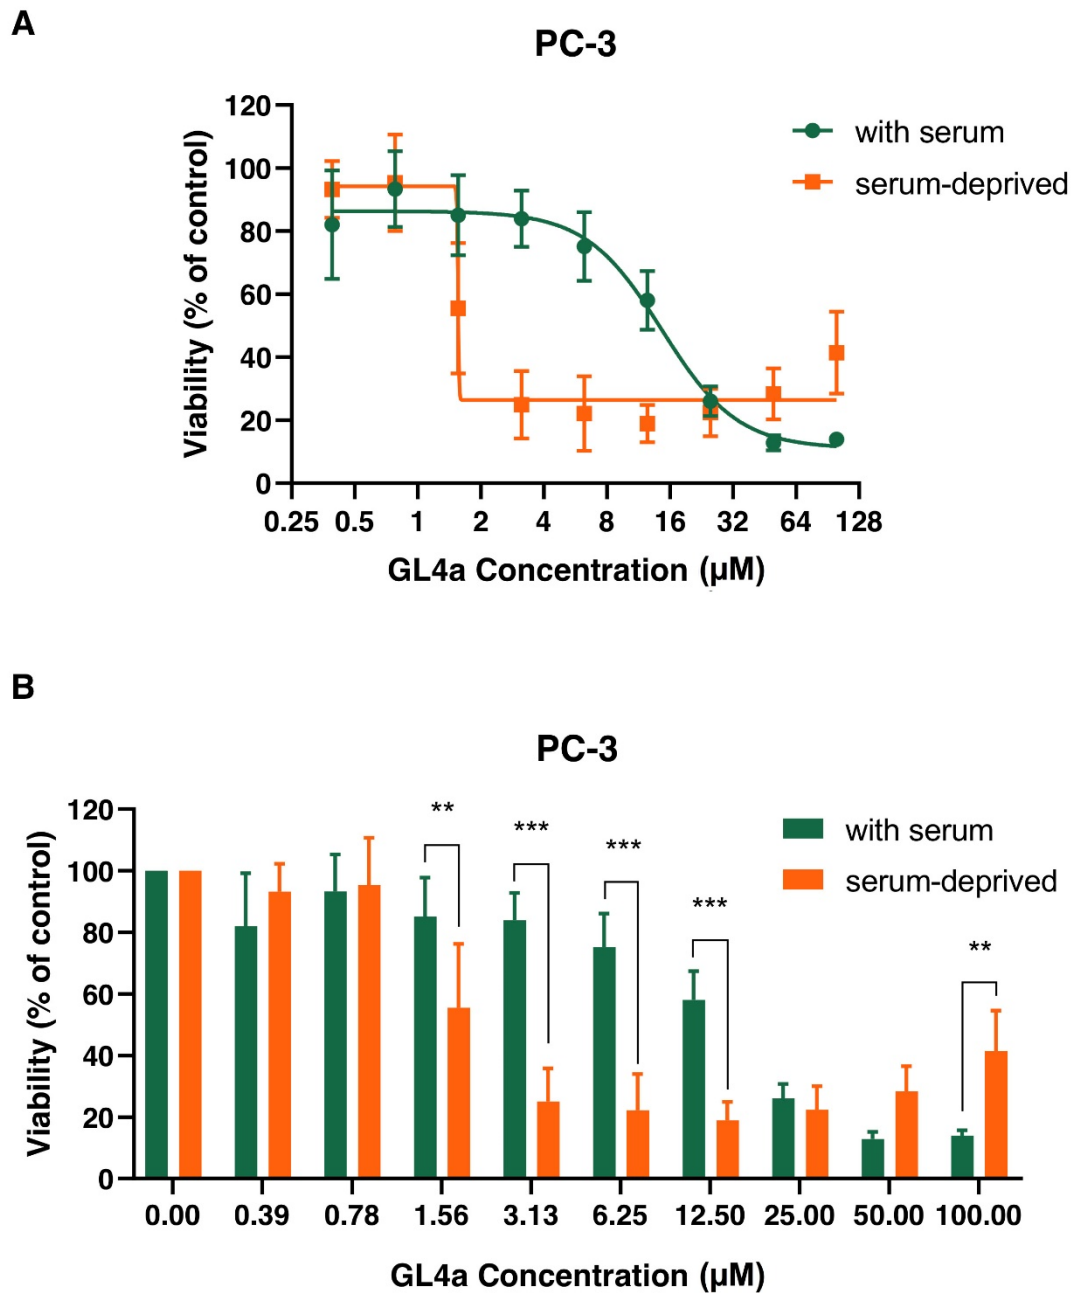 A
PC-3
120
100
80
60
40
20
0
Viability (% of control)
with serum
serum-deprived
0.25 0.5 1 2 4 8 16 32 64 128
GL4a Concentration (µM)
B
PC-3
120
100
80
60
40
20
0
Viability (% of control)
** *** *** *** **
with serum
serum-deprived
0.00 0.39 0.78 1.56 3.13 6.25 12.50 25.00 50.00 100.00
GL4a Concentration (µM)